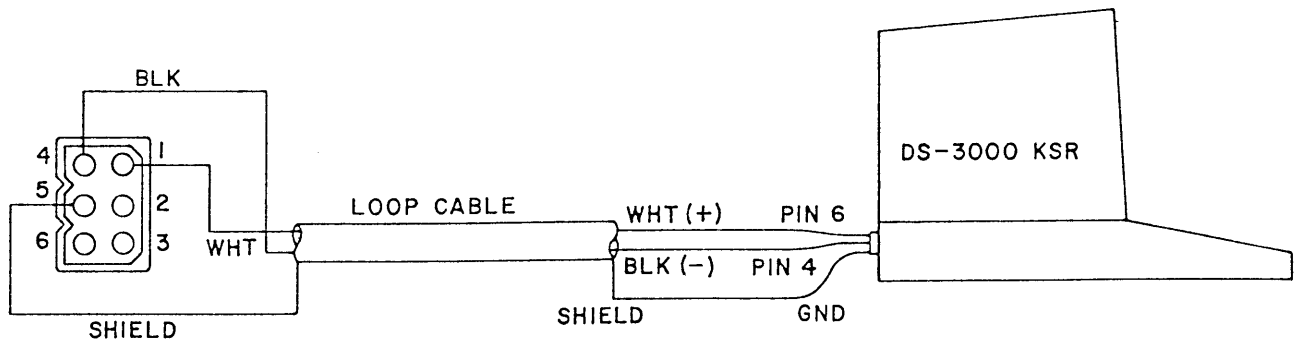 BLK
4
1
5
2
6
3
WHT
SHIELD
LOOP CABLE
WHT (+)
PIN 6
BLK (-)
PIN 4
SHIELD
GND
DS-3000 KSR